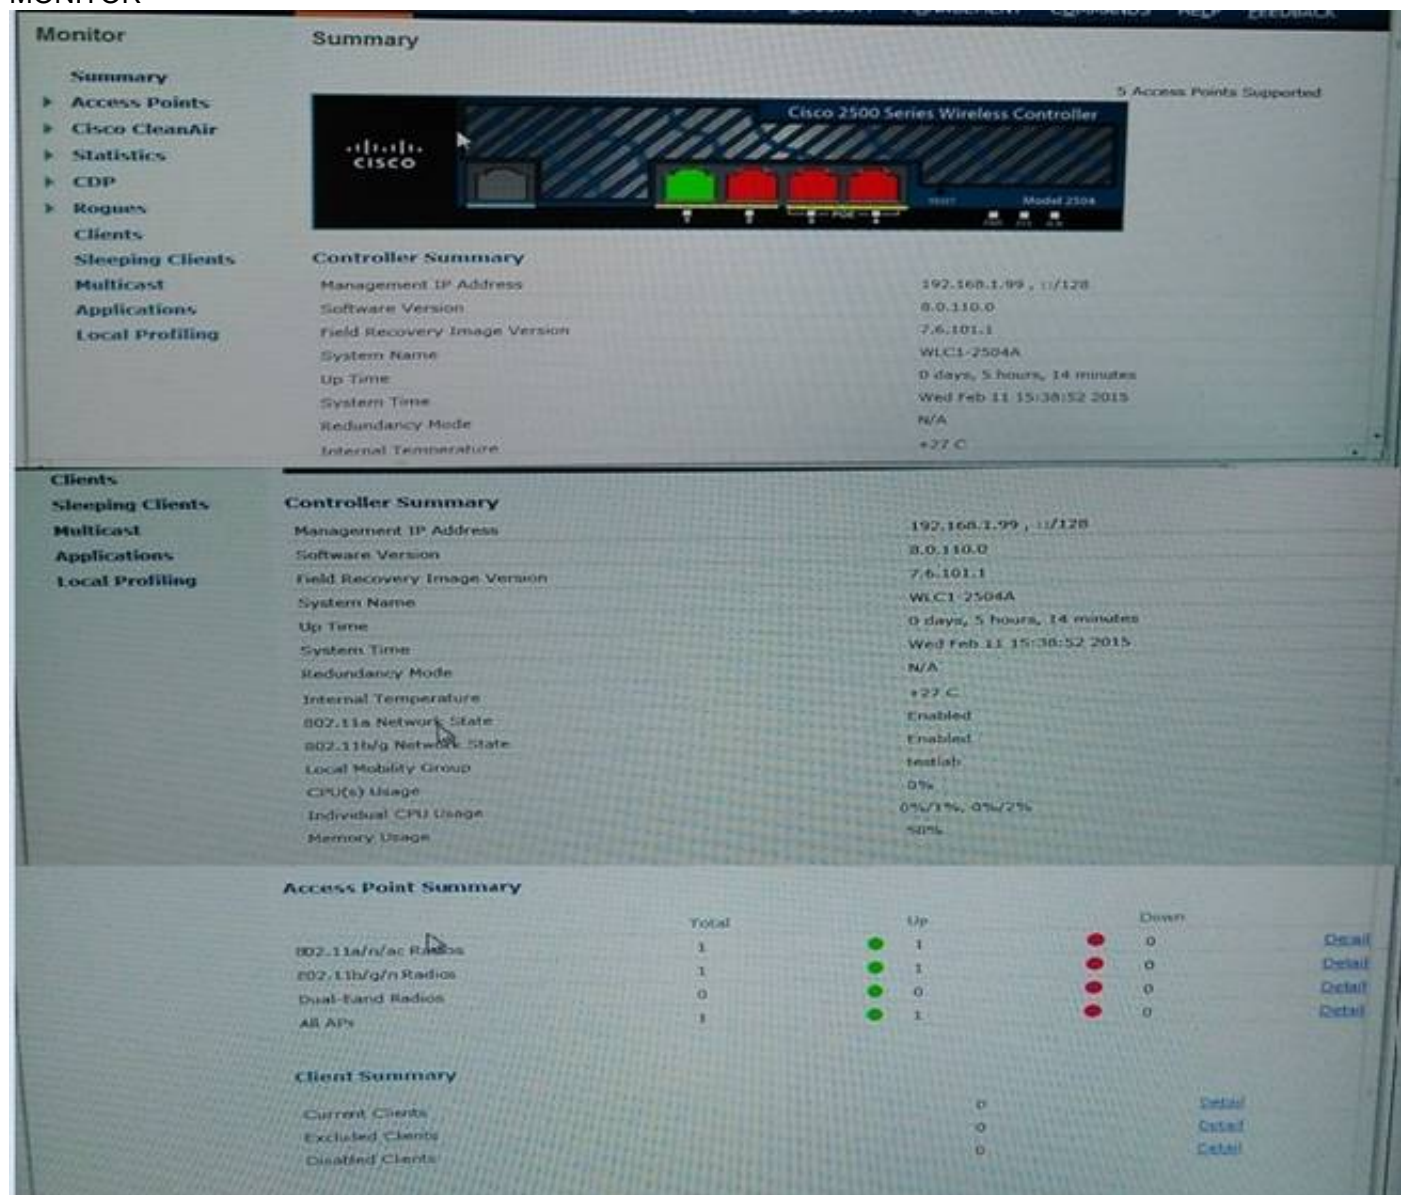 MONITOR
MANAGEMENT COMMANDS HELP FEEDBACK
Monitor
Summary
Summary
5 Access Points Supported
Access Points
Cisco 2500 Series Wireless Controller
Cisco CleanAir
Statistics
CISCO
CDP
Rogues
Model 2504
Clients
POE
Sleeping Clients
Controller Summary
Multicast
Management IP Address 192.168.1.99 , ::/128
Applications
Software Version 8.0.110.0
Local Profiling
Field Recovery Image Version 7.6.101.1
System Name WLC1-2504A
Up Time 0 days, 5 hours, 14 minutes
System Time Wed Feb 11 15:38:52 2015
Redundancy Mode N/A
Internal Temperature +27 C
Clients
Sleeping Clients
Controller Summary
Multicast
Management IP Address 192.168.1.99 , ::/128
Applications
Software Version 8.0.110.0
Local Profiling
Field Recovery Image Version 7.6.101.1
System Name WLC1-2504A
Up Time 0 days, 5 hours, 14 minutes
System Time Wed Feb 11 15:38:52 2015
Redundancy Mode N/A
Internal Temperature +27 C
802.11a Network State Enabled
802.11b/g Network State Enabled
Local Mobility Group testlab
CPU(s) Usage 0%
Individual CPU Usage 0%/1%, 0%/2%
Memory Usage 50%
Access Point Summary
Total Up Down
802.11a/n/ac Radios 1 1 0 Detail
802.11b/g/n Radios 1 1 0 Detail
Dual-Band Radios 0 0 0 Detail
All APs 1 1 0 Detail
Client Summary
Current Clients 0 Detail
Excluded Clients 0 Detail
Disabled Clients 0 Detail